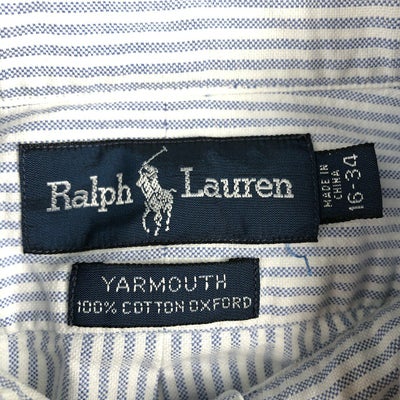 Ralph Lauren
MADE IN
CHINA
16-34
YARMOUTH
100% COTTON OXFORD